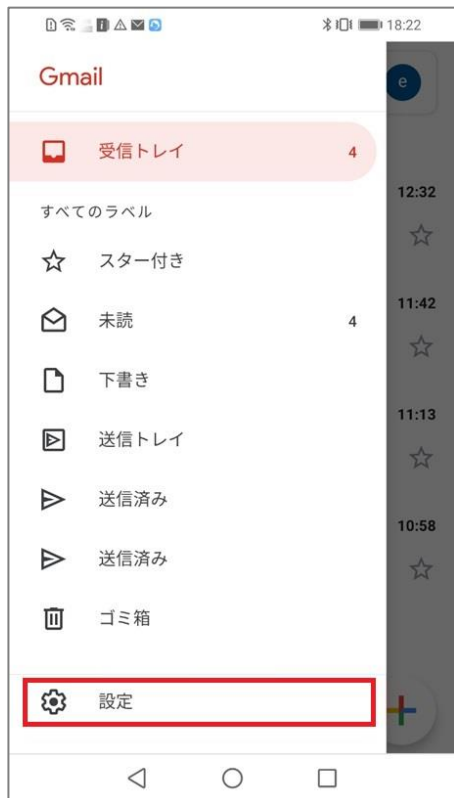 18:22
Gmail
e
受信トレイ 4
12:32
すべてのラベル
スター付き
11:42
未読 4
下書き
11:13
送信トレイ
送信済み
10:58
送信済み
ゴミ箱
設定